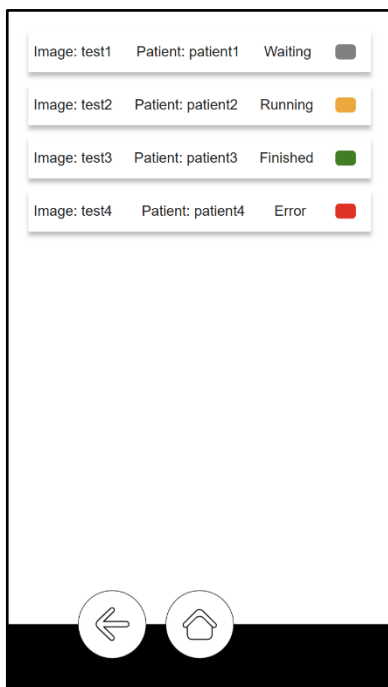 Image: test1 Patient: patient1 Waiting
Image: test2 Patient: patient2 Running
Image: test3 Patient: patient3 Finished
Image: test4 Patient: patient4 Error